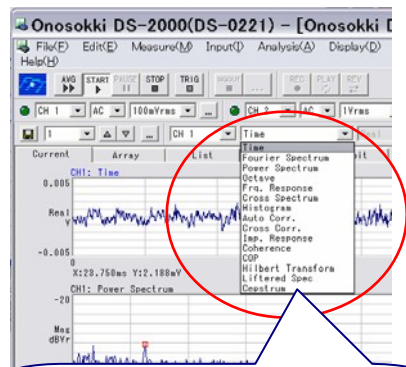 Onosokki DS-2000(DS-0221) - [Onosokki D
File(F) Edit(E) Measure(M) Input(I) Analysis(A) Display(D)
Help(H)
AVG START PAUSE STOP TRIG ... REC PLAY REV
CH 1 AC 100mVrms ... CH 2 AC 1Vrms
1 ... CH 1 Time
Current Array List
Time
Fourier Spectrum
Power Spectrum
Octave
Frq. Response
Cross Spectrum
Histogram
Auto Corr.
Cross Corr.
Imp. Response
Coherence
COP
Hilbert Transform
Liftered Spec
Cepstrum
CH1: Time
0.005
Real
V
-0.005
0
X:23.750ms Y:2.188mV
CH1: Power Spectrum
-20
Mag
dBVr